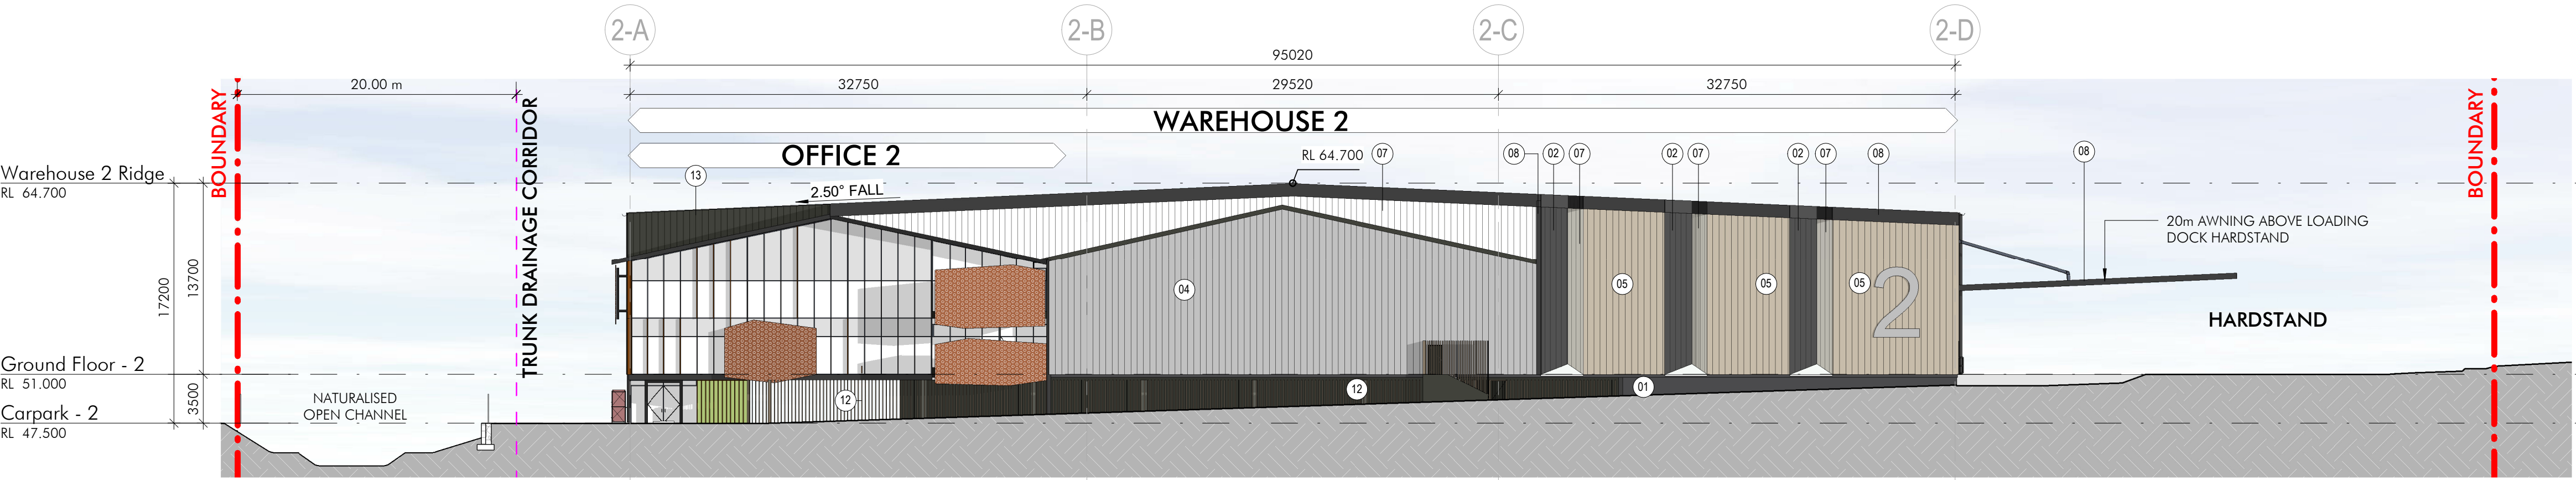 2-A
2-B
2-C
2-D
95020
20.00 m
32750
29520
32750
BOUNDARY
TRUNK DRAINAGE CORRIDOR
WAREHOUSE 2
OFFICE 2
BOUNDARY
RL 64.700
07
08
02
07
02
07
02
07
08
08
13
2.50° FALL
Warehouse 2 Ridge
RL 64.700
20m AWNING ABOVE LOADING
DOCK HARDSTAND
17200
13700
04
05
05
05
2
HARDSTAND
Ground Floor - 2
RL 51.000
3500
12
12
01
NATURALISED
OPEN CHANNEL
Carpark - 2
RL 47.500